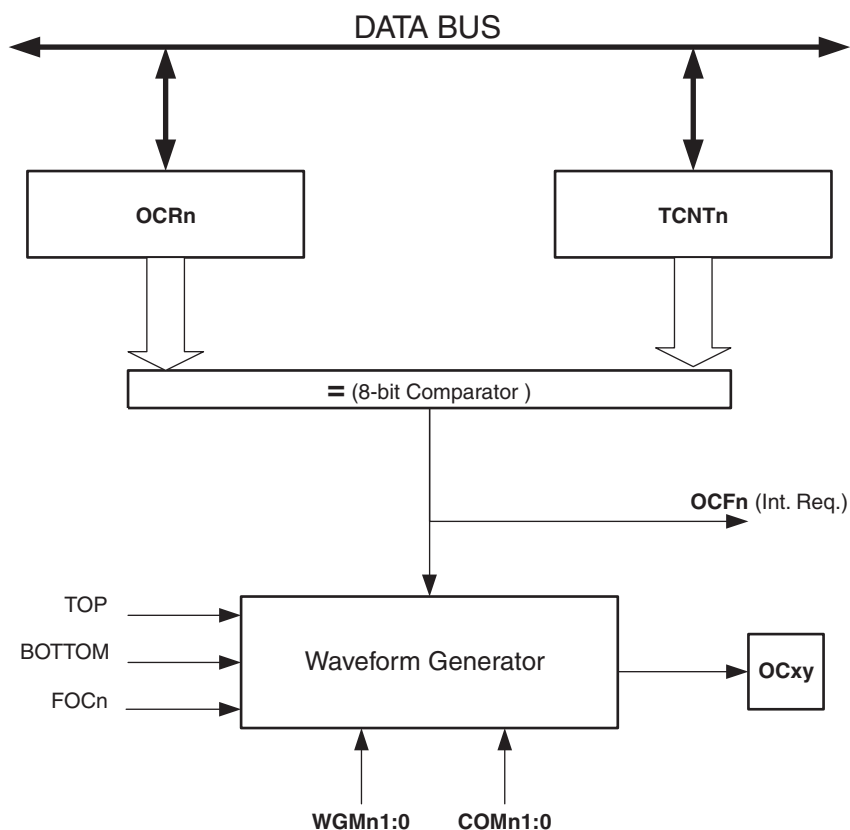 DATA BUS
OCRn
TCNTn
= (8-bit Comparator )
OCFn (Int. Req.)
TOP
BOTTOM
FOCn
Waveform Generator
OCxy
WGMn1:0
COMn1:0